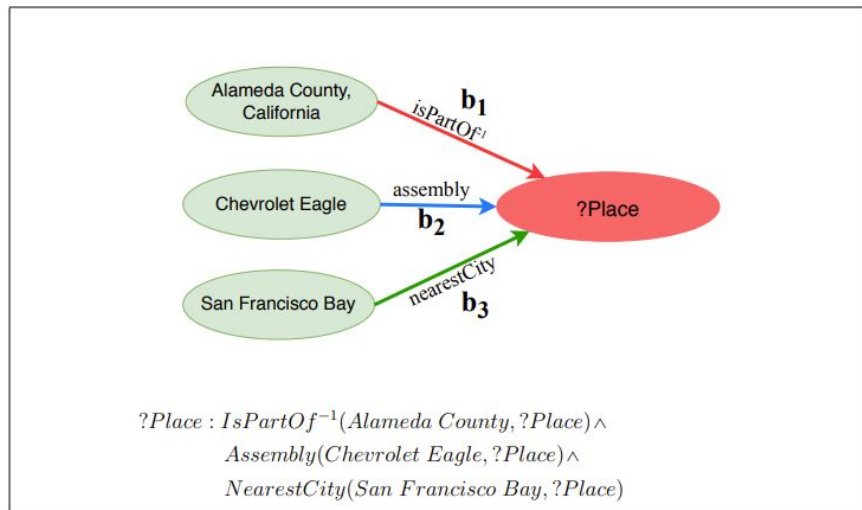 Alameda County,
California
b1
isPartOf-1
Chevrolet Eagle
assembly
b2
?Place
San Francisco Bay
nearestCity
b3
?Place : IsPartOf⁻¹(Alameda County, ?Place)∧
Assembly(Chevrolet Eagle, ?Place)∧
NearestCity(San Francisco Bay, ?Place)